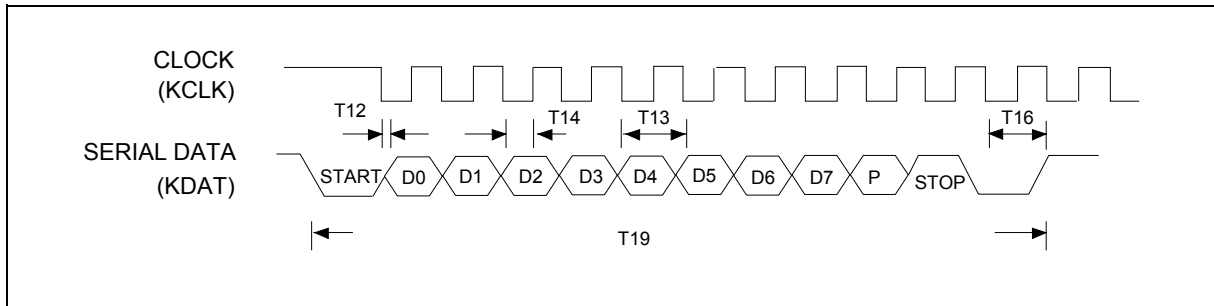 CLOCK
(KCLK)
T12
T14
T13
T16
SERIAL DATA
(KDAT)
START
D0
D1
D2
D3
D4
D5
D6
D7
P
STOP
T19